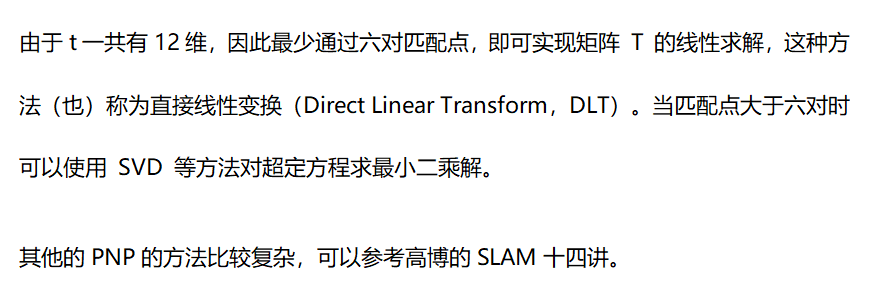 由于 t 一共有 12 维，因此最少通过六对匹配点，即可实现矩阵 T 的线性求解，这种方
法（也）称为直接线性变换（Direct Linear Transform，DLT）。当匹配点大于六对时
可以使用 SVD 等方法对超定方程求最小二乘解。
其他的 PNP 的方法比较复杂，可以参考高博的 SLAM 十四讲。